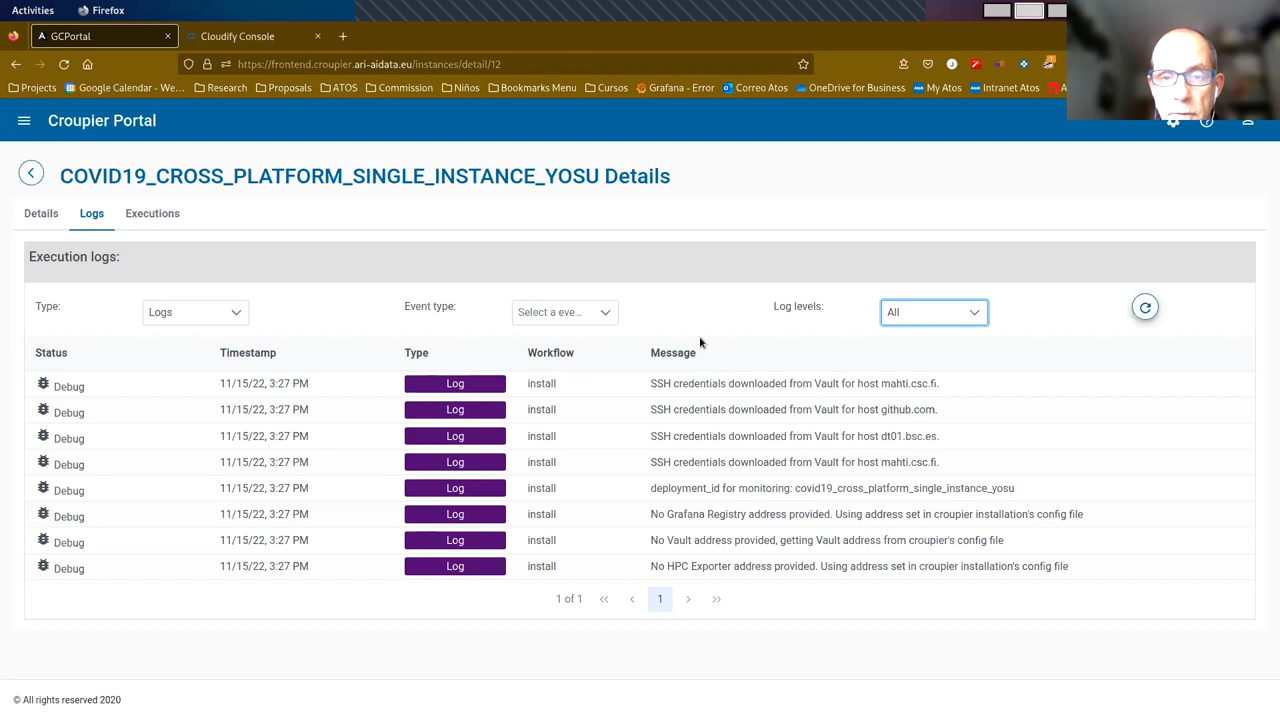 Activities Firefox
GCPortal × Cloudify Console × +
https://frontend.croupier.ari-aidata.eu/instances/detail/12
Projects Google Calendar - We… Research Proposals ATOS Commission Niños Bookmarks Menu Cursos Grafana - Error Correo Atos OneDrive for Business My Atos Intranet Atos
Croupier Portal
COVID19_CROSS_PLATFORM_SINGLE_INSTANCE_YOSU Details
Details Logs Executions
Execution logs:
Type: Logs Event type: Select a eve… Log levels: All
Status Timestamp Type Workflow Message
Debug 11/15/22, 3:27 PM Log install SSH credentials downloaded from Vault for host mahti.csc.fi.
Debug 11/15/22, 3:27 PM Log install SSH credentials downloaded from Vault for host github.com.
Debug 11/15/22, 3:27 PM Log install SSH credentials downloaded from Vault for host dt01.bsc.es.
Debug 11/15/22, 3:27 PM Log install SSH credentials downloaded from Vault for host mahti.csc.fi.
Debug 11/15/22, 3:27 PM Log install deployment_id for monitoring: covid19_cross_platform_single_instance_yosu
Debug 11/15/22, 3:27 PM Log install No Grafana Registry address provided. Using address set in croupier installation's config file
Debug 11/15/22, 3:27 PM Log install No Vault address provided, getting Vault address from croupier's config file
Debug 11/15/22, 3:27 PM Log install No HPC Exporter address provided. Using address set in croupier installation's config file
1 of 1 « ‹ 1 › »
© All rights reserved 2020